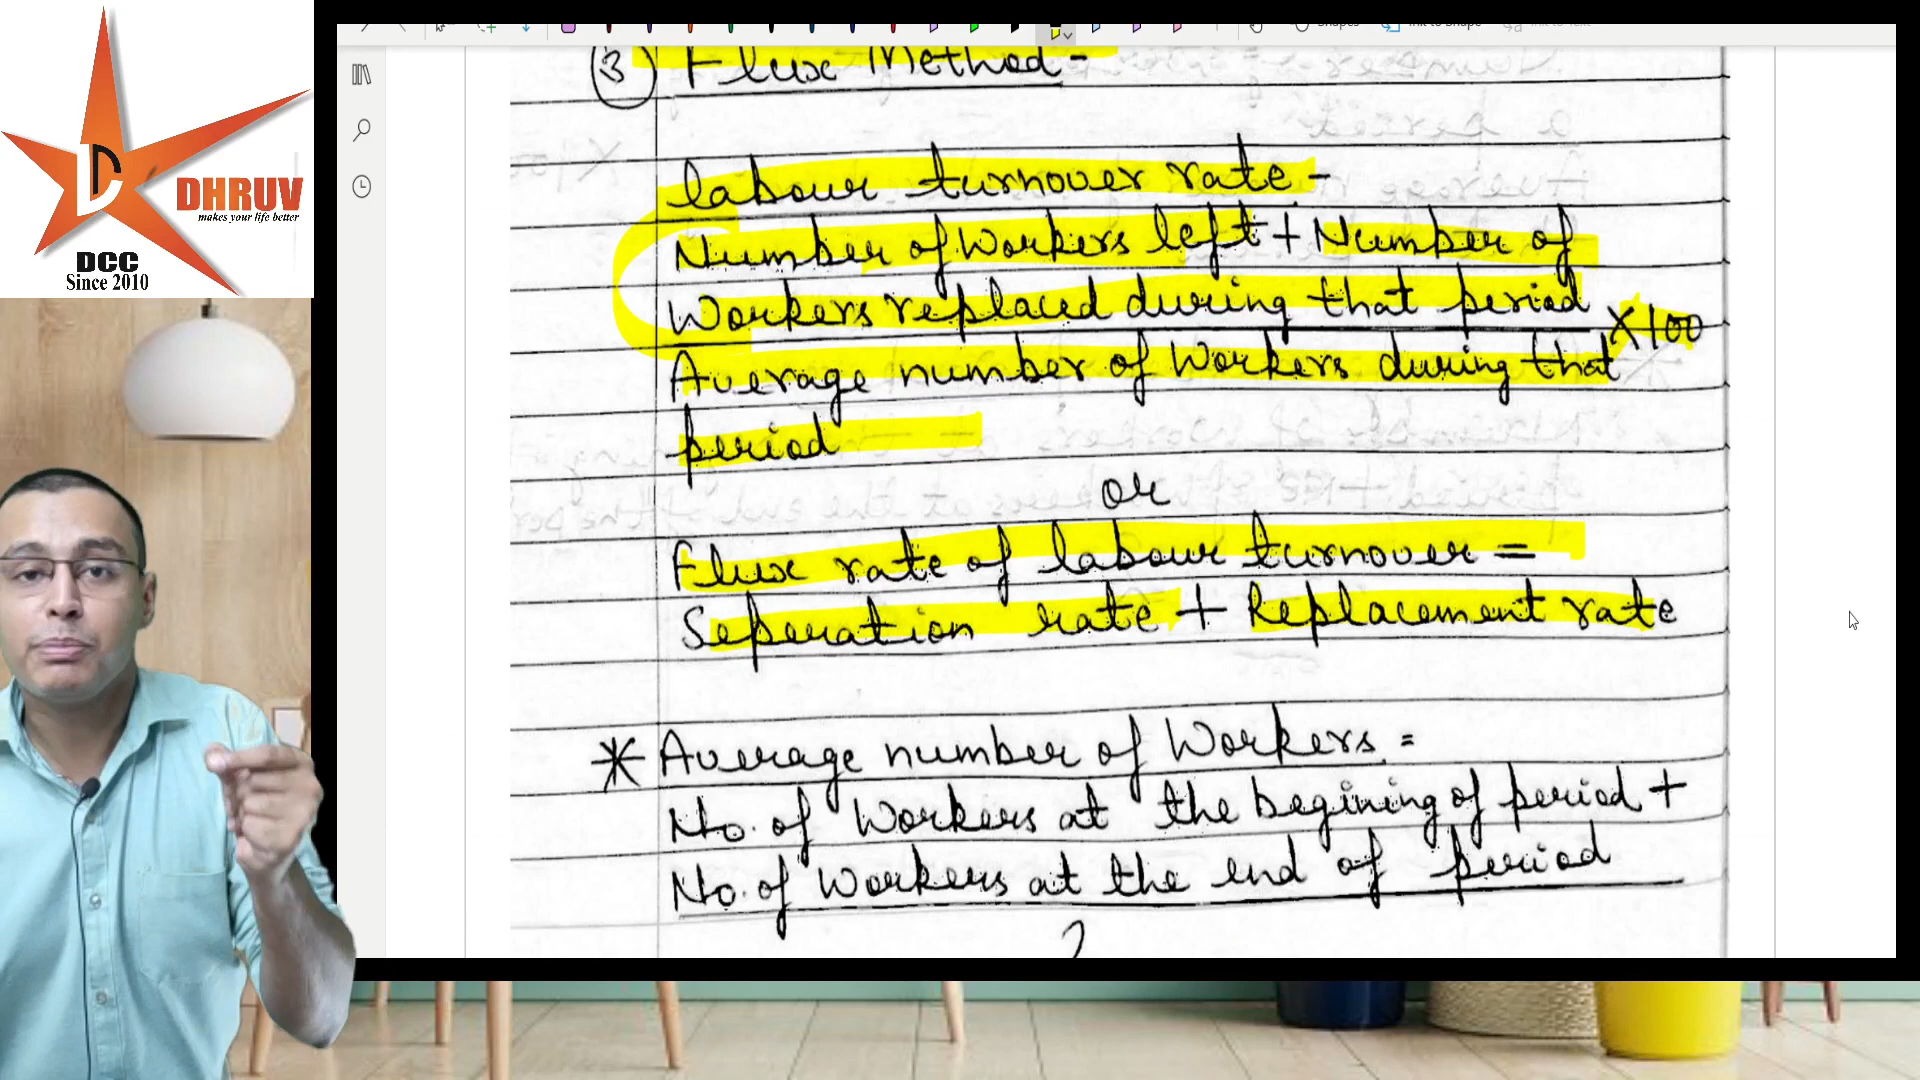 DHRUV
makes your life better
DCC
Since 2010
(3) Flux Method-
labour turnover rate -
Number of Workers left + Number of
Workers replaced during that period
X100
Average number of Workers during that
period
or
Flux rate of labour turnover =
Seperation rate + Replacement rate
* Average number of Workers =
No. of Workers at the begining of period +
No. of Workers at the end of period
2